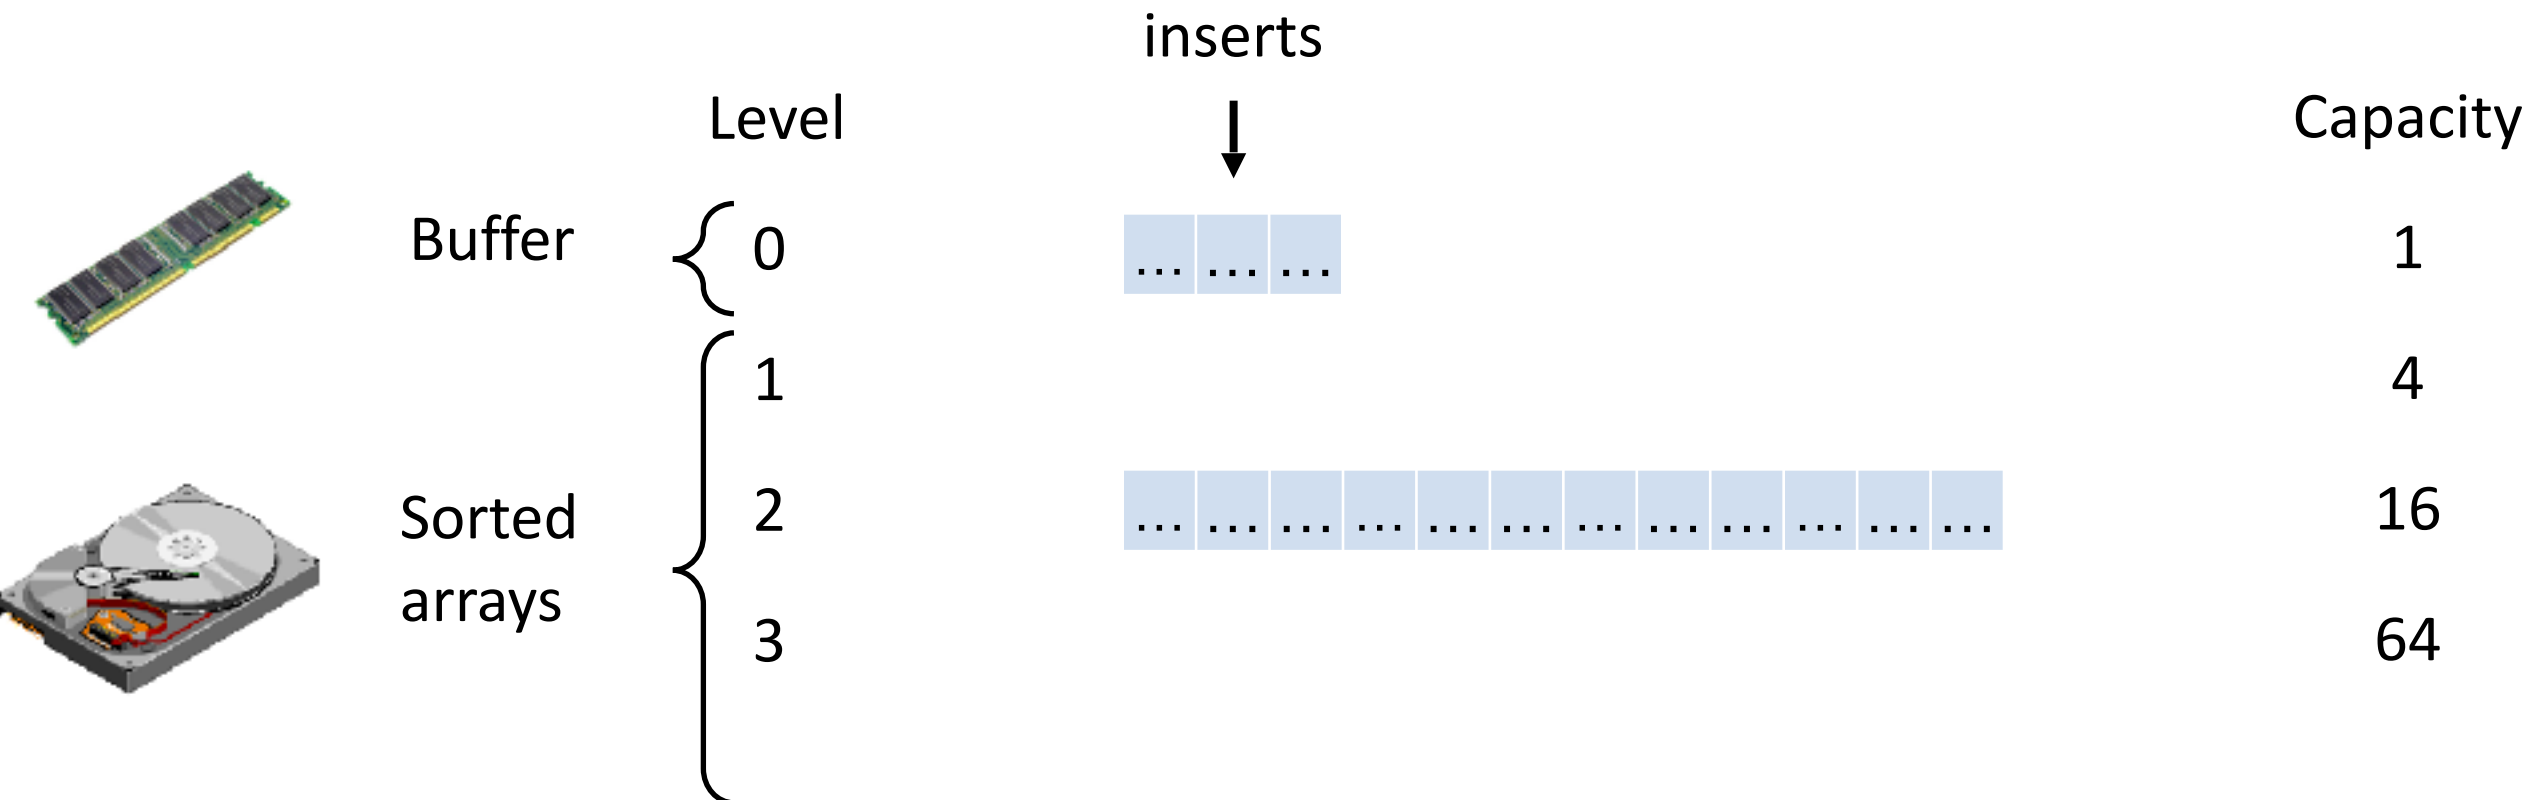 inserts
Level
Capacity
Buffer
0
... ... ...
1
1
4
Sorted
arrays
2
... ... ... ... ... ... ... ... ... ... ... ...
16
3
64